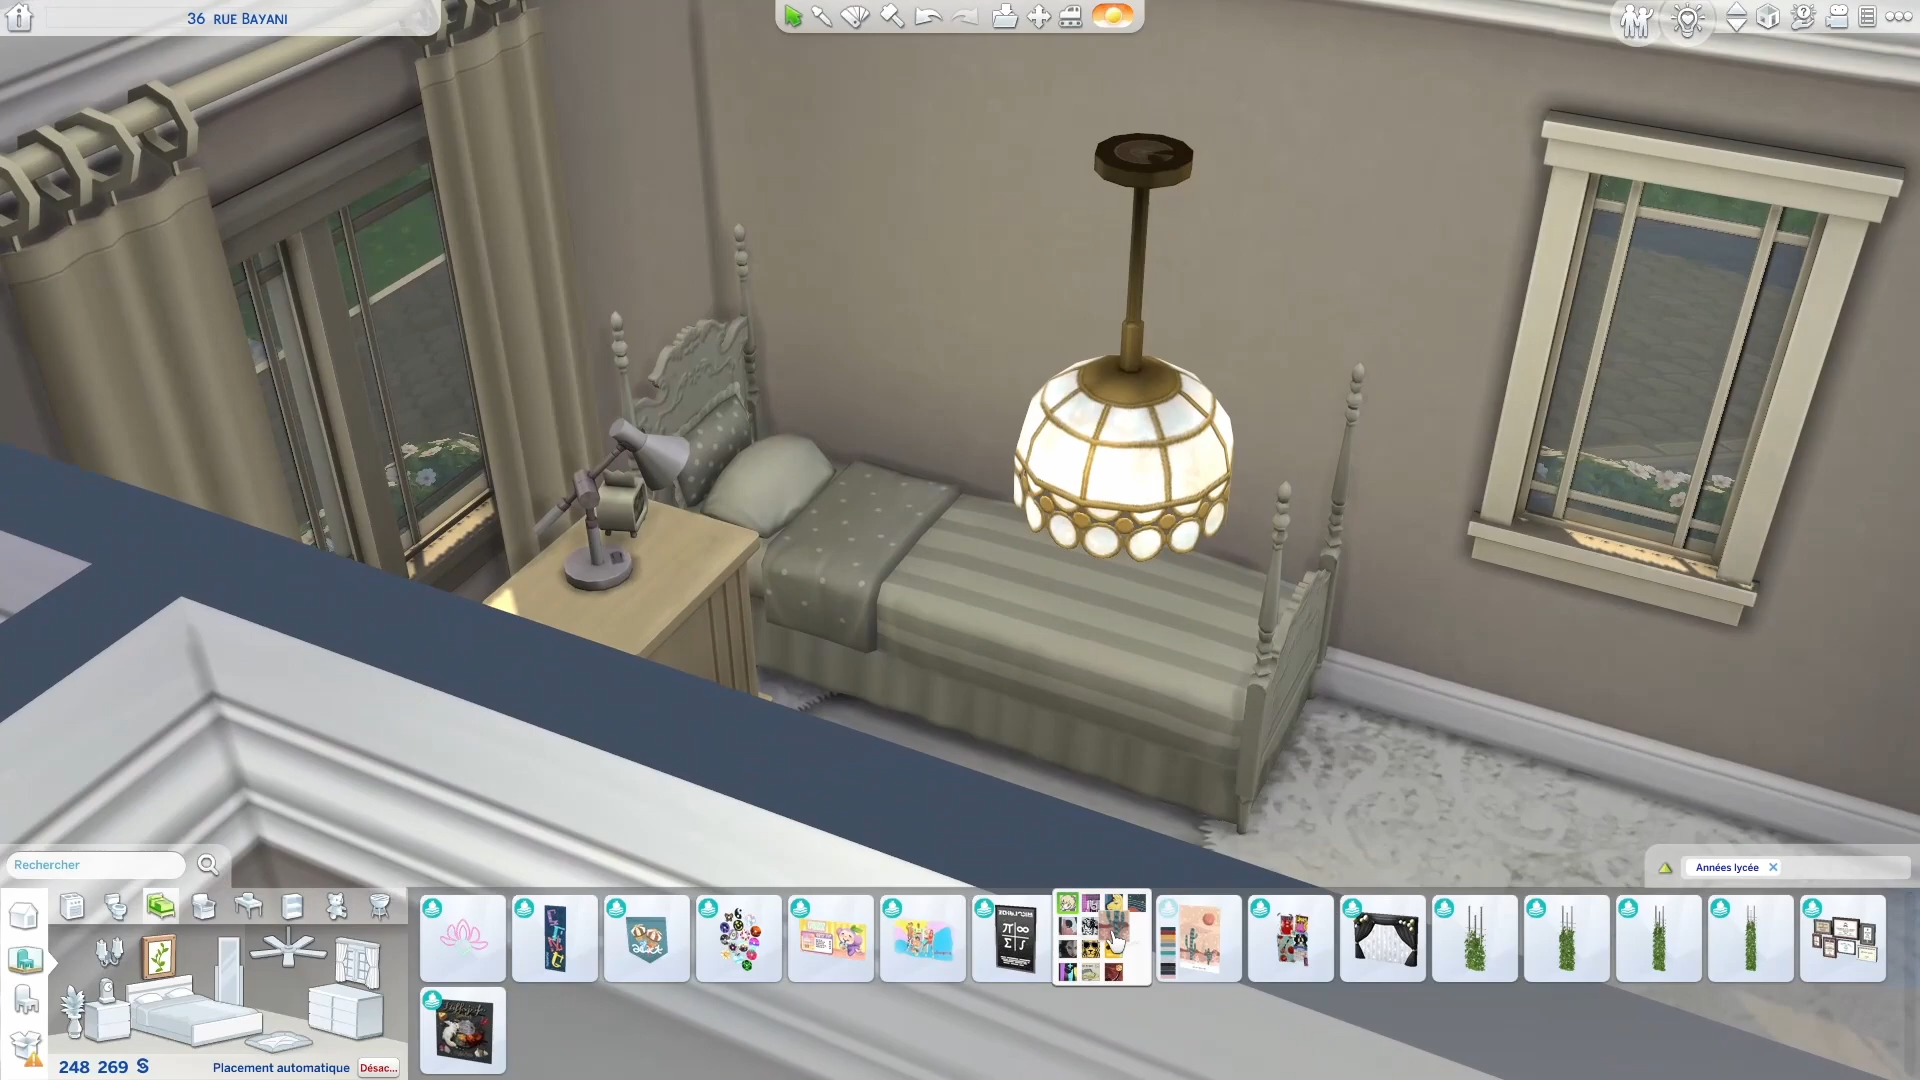 36 RUE BAYANI
Rechercher
Années lycée
248 269 §
Placement automatique
Désac...